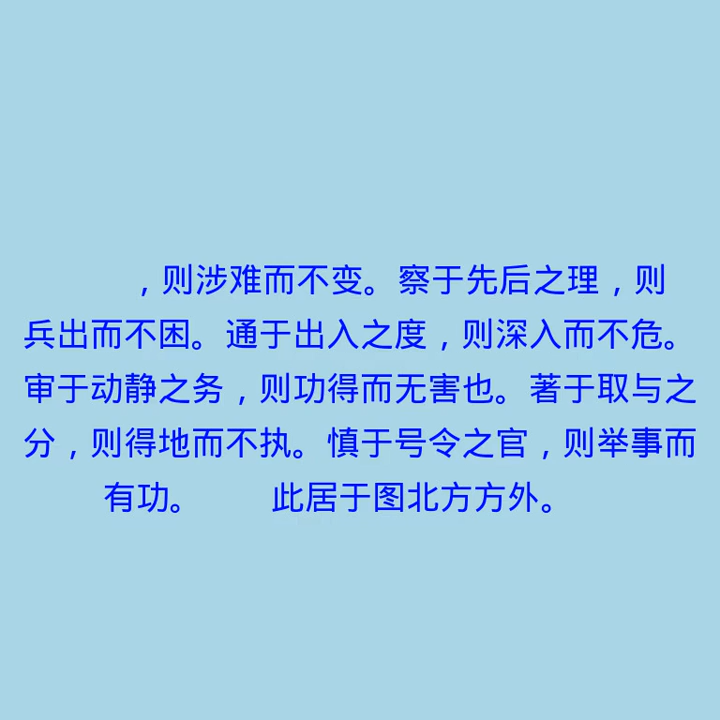 ，则涉难而不变。察于先后之理，则
兵出而不困。通于出入之度，则深入而不危。
审于动静之务，则功得而无害也。著于取与之
分，则得地而不执。慎于号令之官，则举事而
有功。 此居于图北方方外。